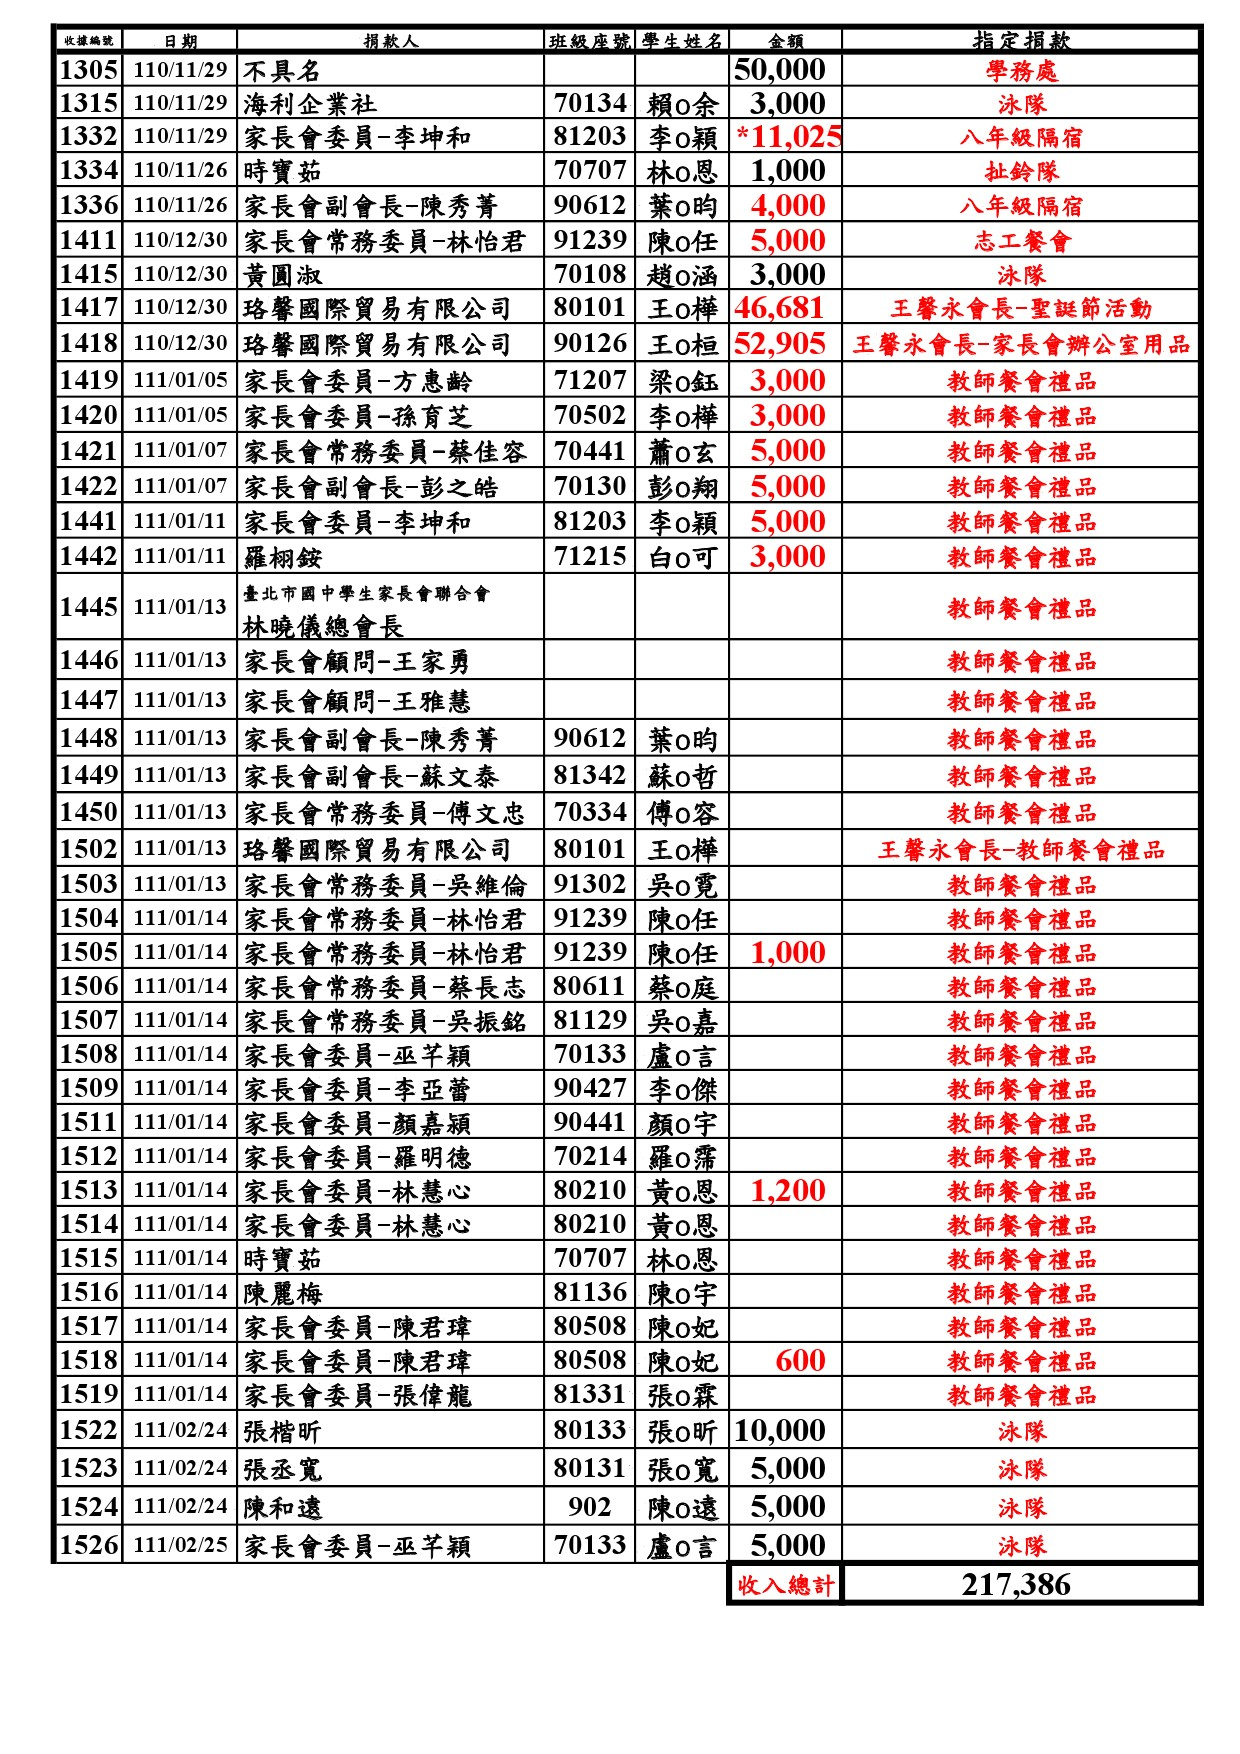 收據編號 日期 捐款人 班級座號 學生姓名 金額 指定捐款
1305 110/11/29 不具名 50,000 學務處
1315 110/11/29 海利企業社 70134 賴o余 3,000 泳隊
1332 110/11/29 家長會委員-李坤和 81203 李o穎 *11,025 八年級隔宿
1334 110/11/26 時寶茹 70707 林o恩 1,000 扯鈴隊
1336 110/11/26 家長會副會長-陳秀菁 90612 葉o昀 4,000 八年級隔宿
1411 110/12/30 家長會常務委員-林怡君 91239 陳o任 5,000 志工餐會
1415 110/12/30 黃圓淑 70108 趙o涵 3,000 泳隊
1417 110/12/30 珞馨國際貿易有限公司 80101 王o樺 46,681 王馨永會長-聖誕節活動
1418 110/12/30 珞馨國際貿易有限公司 90126 王o桓 52,905 王馨永會長-家長會辦公室用品
1419 111/01/05 家長會委員-方惠齡 71207 梁o鈺 3,000 教師餐會禮品
1420 111/01/05 家長會委員-孫育芝 70502 李o樺 3,000 教師餐會禮品
1421 111/01/07 家長會常務委員-蔡佳容 70441 蕭o玄 5,000 教師餐會禮品
1422 111/01/07 家長會副會長-彭之皓 70130 彭o翔 5,000 教師餐會禮品
1441 111/01/11 家長會委員-李坤和 81203 李o穎 5,000 教師餐會禮品
1442 111/01/11 羅栩銨 71215 白o可 3,000 教師餐會禮品
臺北市國中學生家長會聯合會
1445 111/01/13 林曉儀總會長 教師餐會禮品
1446 111/01/13 家長會顧問-王家勇 教師餐會禮品
1447 111/01/13 家長會顧問-王雅慧 教師餐會禮品
1448 111/01/13 家長會副會長-陳秀菁 90612 葉o昀 教師餐會禮品
1449 111/01/13 家長會副會長-蘇文泰 81342 蘇o哲 教師餐會禮品
1450 111/01/13 家長會常務委員-傅文忠 70334 傅o容 教師餐會禮品
1502 111/01/13 珞馨國際貿易有限公司 80101 王o樺 王馨永會長-教師餐會禮品
1503 111/01/13 家長會常務委員-吳維倫 91302 吳o霓 教師餐會禮品
1504 111/01/14 家長會常務委員-林怡君 91239 陳o任 教師餐會禮品
1505 111/01/14 家長會常務委員-林怡君 91239 陳o任 1,000 教師餐會禮品
1506 111/01/14 家長會常務委員-蔡長志 80611 蔡o庭 教師餐會禮品
1507 111/01/14 家長會常務委員-吳振銘 81129 吳o嘉 教師餐會禮品
1508 111/01/14 家長會委員-巫芊穎 70133 盧o言 教師餐會禮品
1509 111/01/14 家長會委員-李亞蕾 90427 李o傑 教師餐會禮品
1511 111/01/14 家長會委員-顏嘉潁 90441 顏o宇 教師餐會禮品
1512 111/01/14 家長會委員-羅明德 70214 羅o霈 教師餐會禮品
1513 111/01/14 家長會委員-林慧心 80210 黃o恩 1,200 教師餐會禮品
1514 111/01/14 家長會委員-林慧心 80210 黃o恩 教師餐會禮品
1515 111/01/14 時寶茹 70707 林o恩 教師餐會禮品
1516 111/01/14 陳麗梅 81136 陳o宇 教師餐會禮品
1517 111/01/14 家長會委員-陳君瑋 80508 陳o妃 教師餐會禮品
1518 111/01/14 家長會委員-陳君瑋 80508 陳o妃 600 教師餐會禮品
1519 111/01/14 家長會委員-張偉龍 81331 張o霖 教師餐會禮品
1522 111/02/24 張楷昕 80133 張o昕 10,000 泳隊
1523 111/02/24 張丞寬 80131 張o寬 5,000 泳隊
1524 111/02/24 陳和遠 902 陳o遠 5,000 泳隊
1526 111/02/25 家長會委員-巫芊穎 70133 盧o言 5,000 泳隊
收入總計 217,386